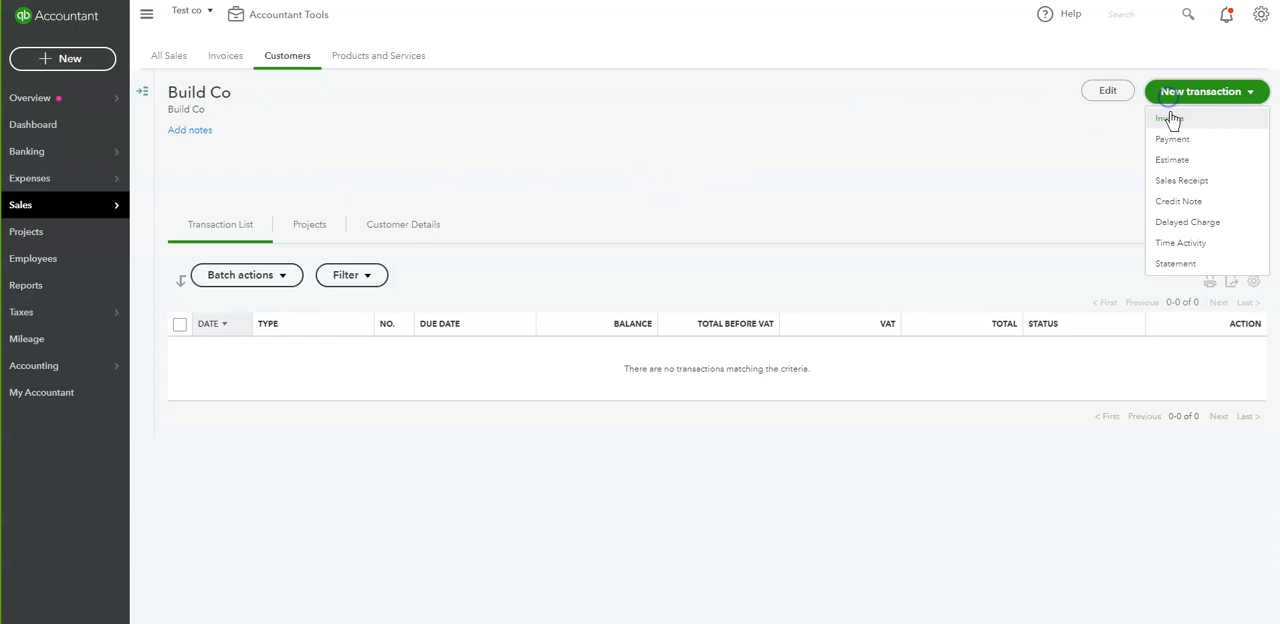 qb Accountant
Test co
Accountant Tools
Help
Search
+ New
All Sales
Invoices
Customers
Products and Services
Overview
Dashboard
Banking
Expenses
Sales
Projects
Employees
Reports
Taxes
Mileage
Accounting
My Accountant
Build Co
Build Co
Add notes
Edit
New transaction
Payment
Estimate
Sales Receipt
Credit Note
Delayed Charge
Time Activity
Statement
Transaction List
Projects
Customer Details
Batch actions
Filter
< First Previous 0-0 of 0 Next Last >
DATE TYPE NO. DUE DATE BALANCE TOTAL BEFORE VAT VAT TOTAL STATUS ACTION
There are no transactions matching the criteria.
< First Previous 0-0 of 0 Next Last >